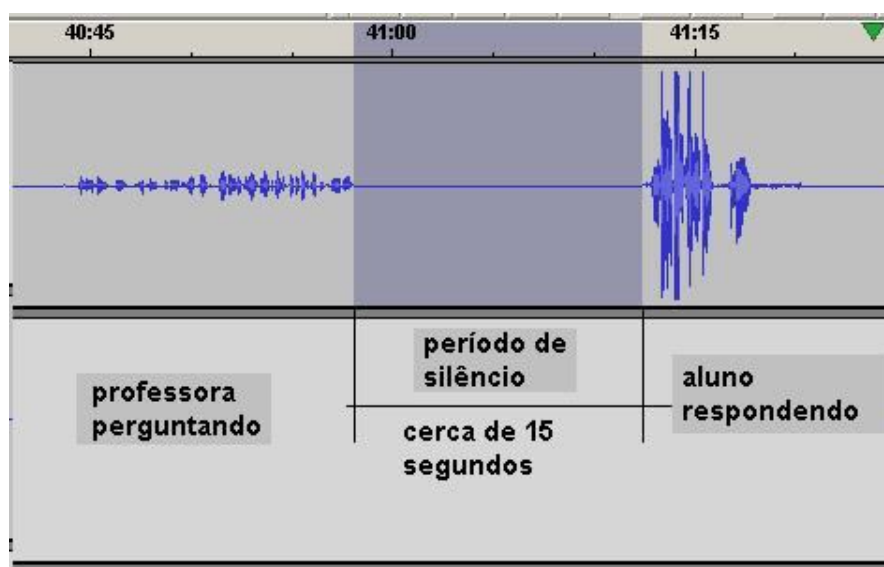 40:45 41:00 41:15
período de
silêncio
professora
perguntando
aluno
respondendo
cerca de 15
segundos